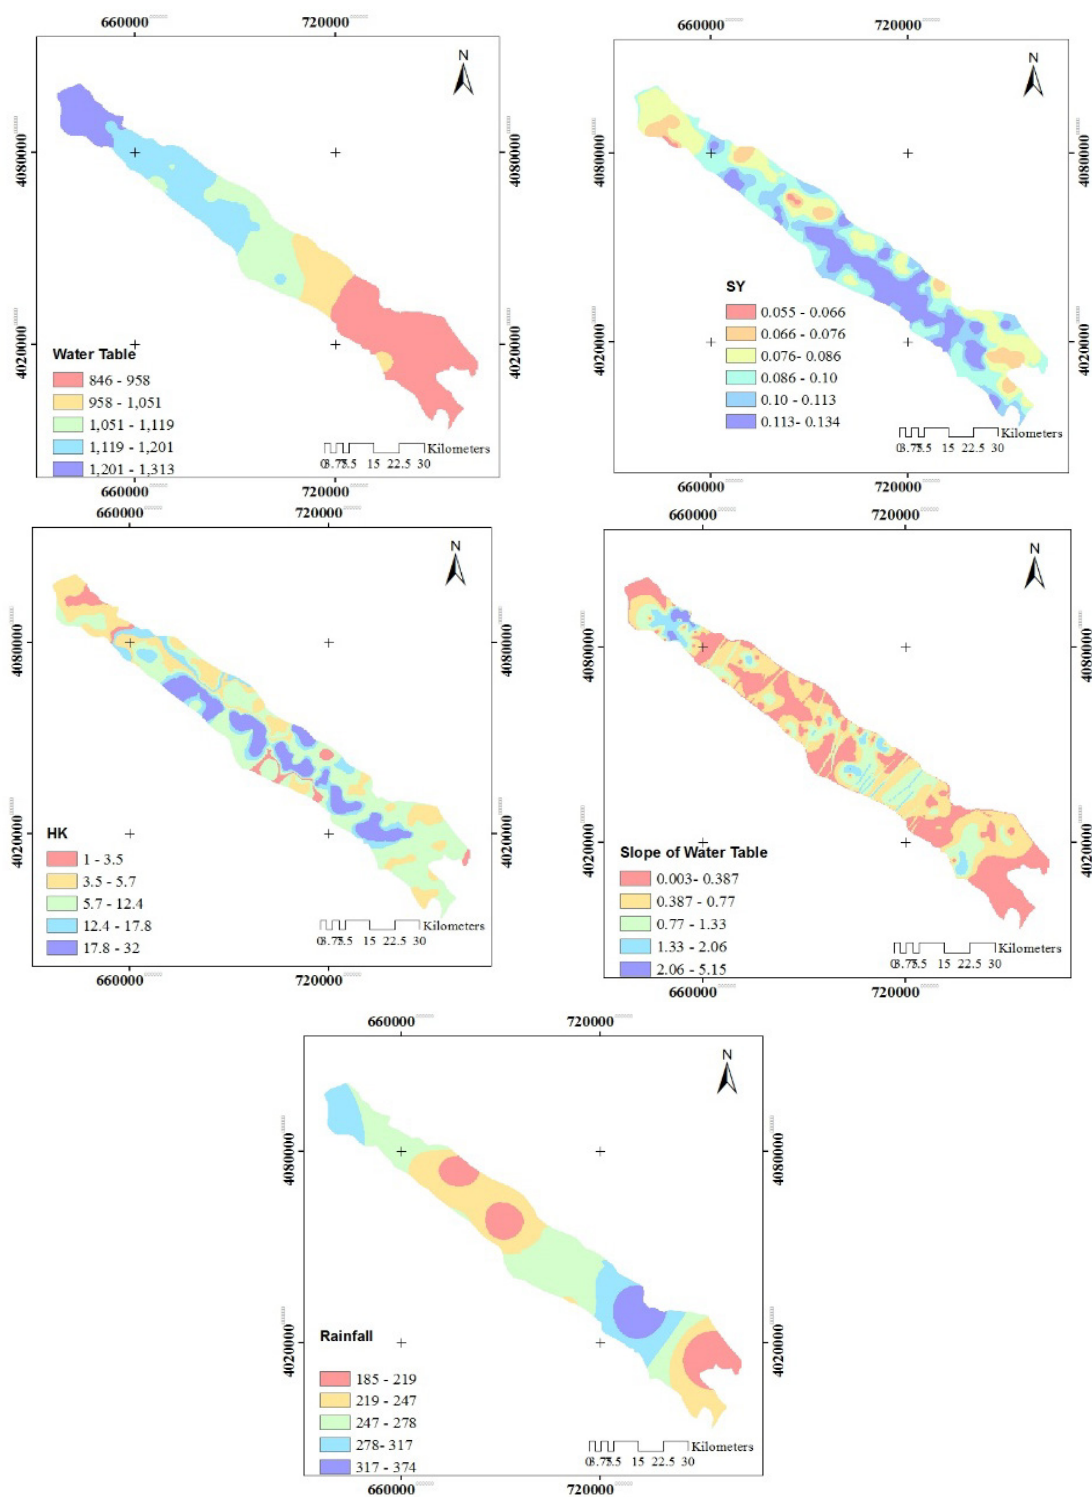 660000 720000
N
4080000 4080000
4020000 4020000
Water Table
846 - 958
958 - 1,051
1,051 - 1,119
1,119 - 1,201
1,201 - 1,313
Kilometers
15 22.5 30
660000 720000
660000 720000
N
4080000 4080000
4020000 4020000
SY
0.055 - 0.066
0.066 - 0.076
0.076- 0.086
0.086 - 0.10
0.10 - 0.113
0.113- 0.134
Kilometers
15 22.5 30
660000 720000
660000 720000
N
4080000 4080000
4020000 4020000
HK
1 - 3.5
3.5 - 5.7
5.7 - 12.4
12.4 - 17.8
17.8 - 32
Kilometers
15 22.5 30
660000 720000
660000 720000
N
4080000 4080000
4020000 4020000
Slope of Water Table
0.003- 0.387
0.387 - 0.77
0.77 - 1.33
1.33 - 2.06
2.06 - 5.15
Kilometers
15 22.5 30
660000 720000
660000 720000
N
4080000 4080000
4020000 4020000
Rainfall
185 - 219
219 - 247
247 - 278
278- 317
317 - 374
Kilometers
15 22.5 30
660000 720000